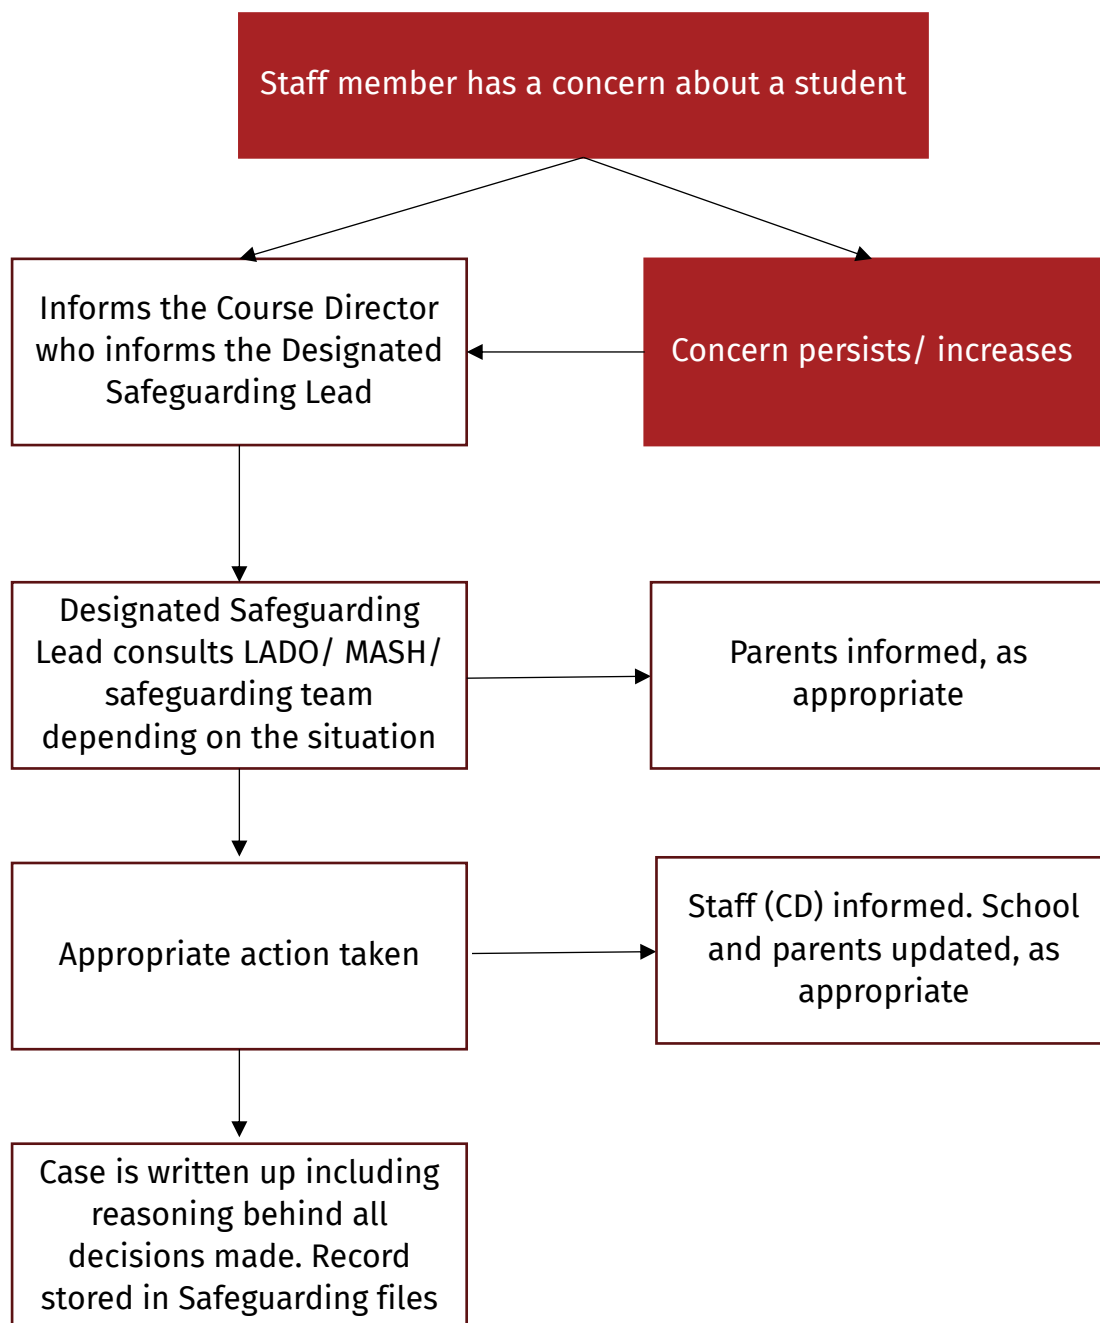 Staff member has a concern about a student
Informs the Course Director
who informs the Designated
Safeguarding Lead
Concern persists/ increases
Designated Safeguarding
Lead consults LADO/ MASH/
safeguarding team
depending on the situation
Parents informed, as
appropriate
Appropriate action taken
Staff (CD) informed. School
and parents updated, as
appropriate
Case is written up including
reasoning behind all
decisions made. Record
stored in Safeguarding files